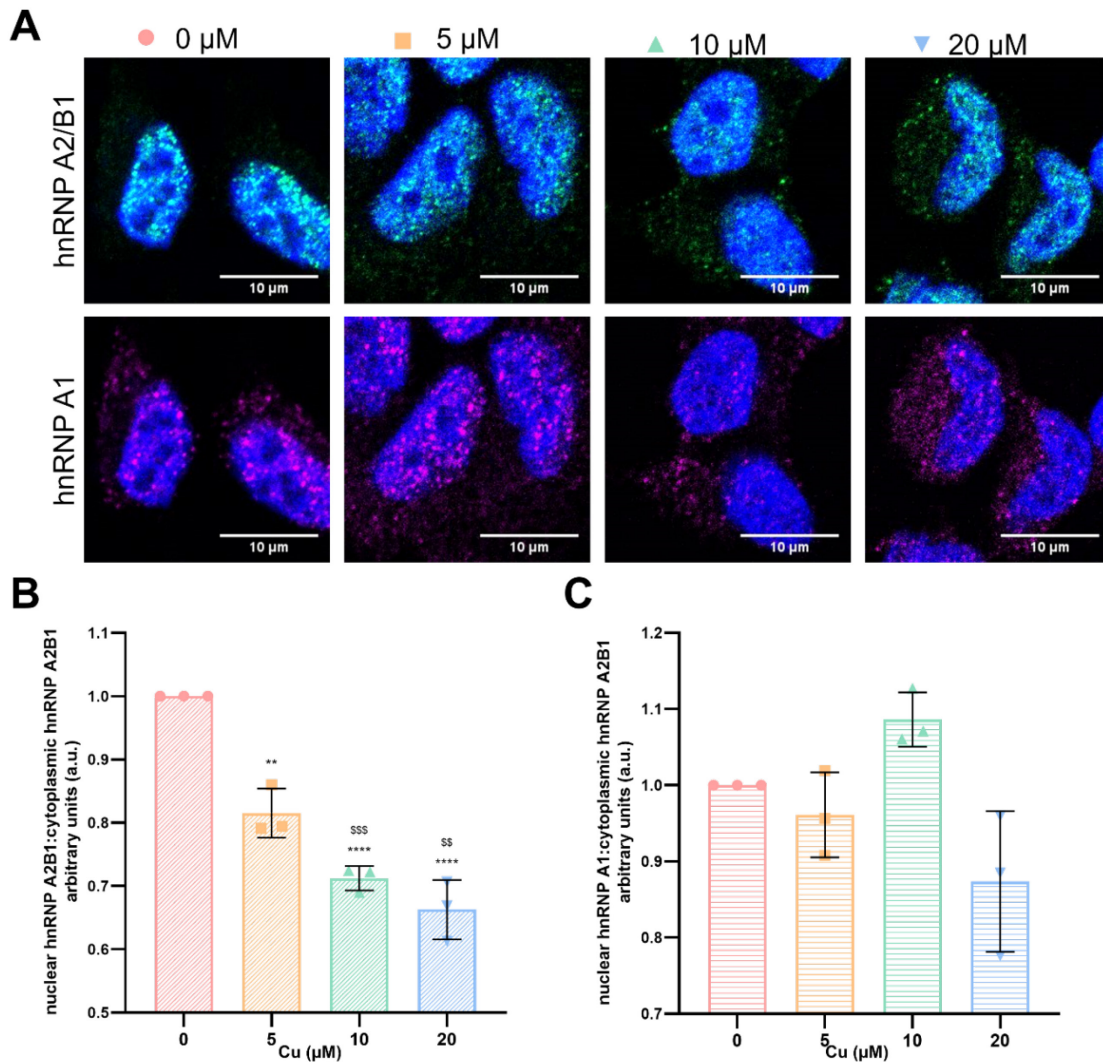 A
0 µM 5 µM 10 µM 20 µM
hnRNP A2/B1
10 µm 10 µm 10 µm 10 µm
hnRNP A1
10 µm 10 µm 10 µm 10 µm
B
nuclear hnRNP A2B1:cytoplasmic hnRNP A2B1
arbitrary units (a.u.)
1.1
1.0
0.9
0.8
0.7
0.6
0.5
**
$$$
****
$$
****
0 5 10 20
Cu (µM)
C
nuclear hnRNP A1:cytoplasmic hnRNP A2B1
arbitrary units (a.u.)
1.2
1.1
1.0
0.9
0.8
0.7
0 5 10 20
Cu (µM)